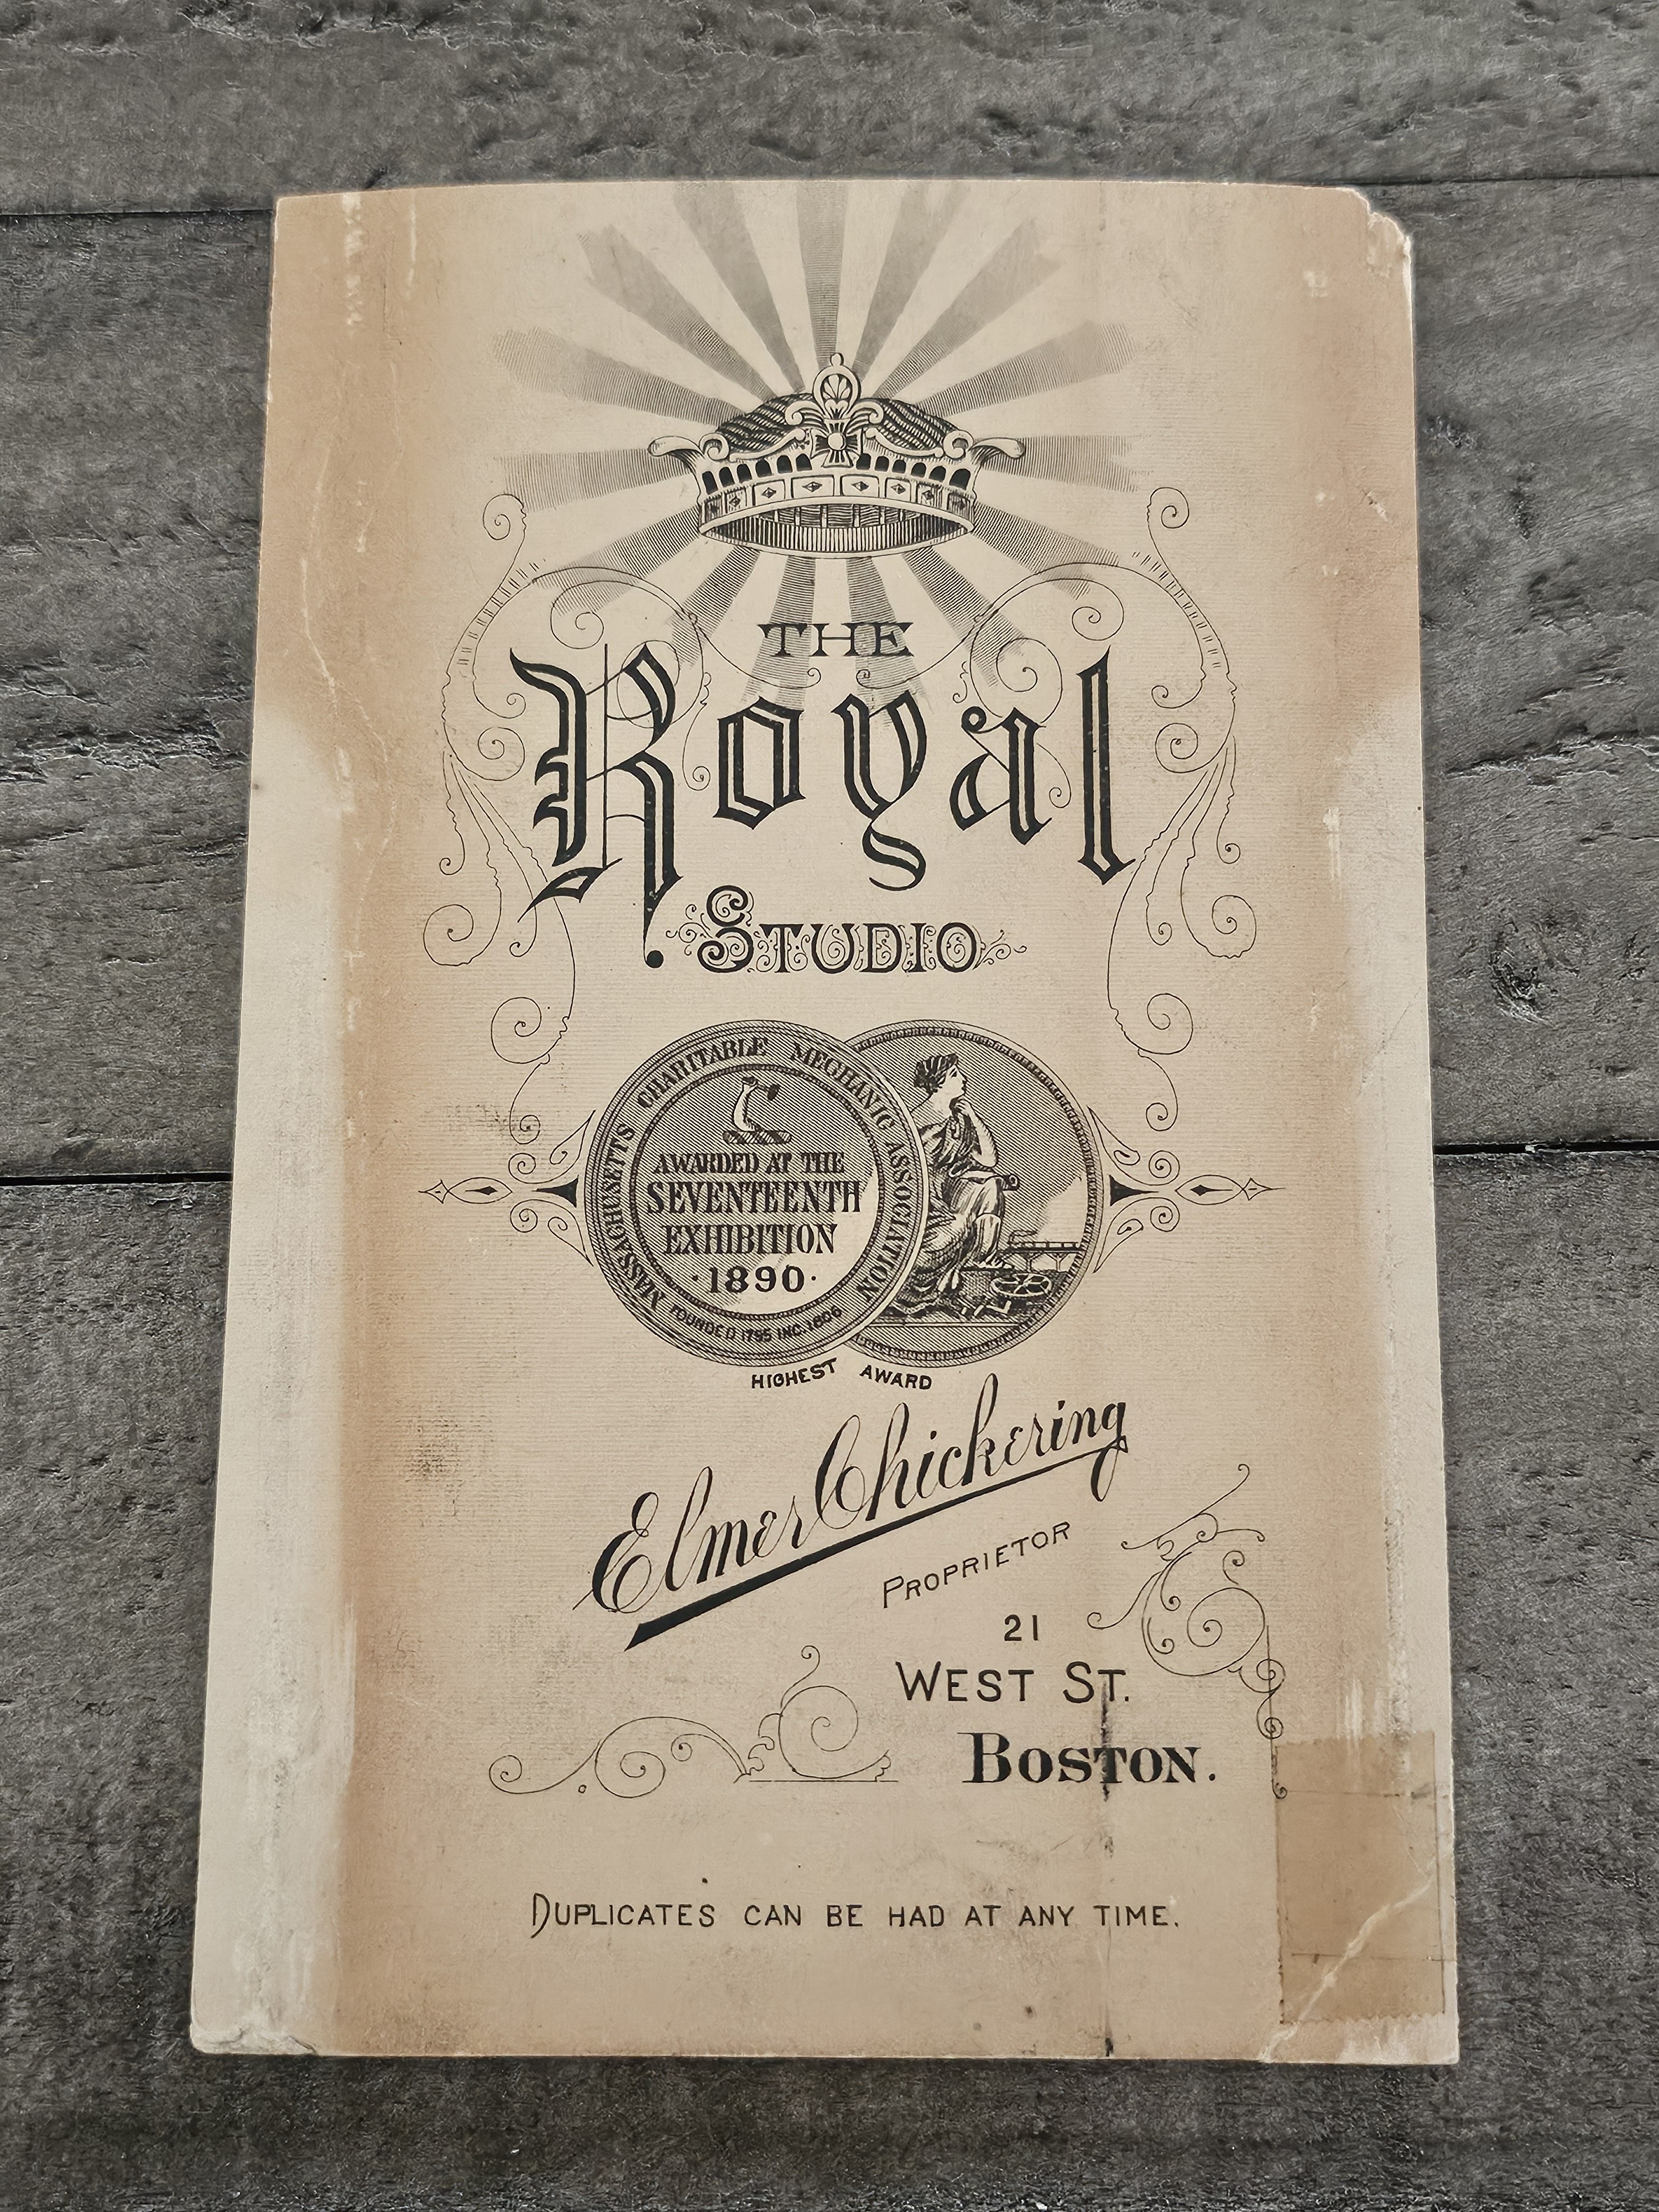 THE
Royal
STUDIO
MASSACHUSETTS CHARITABLE MECHANIC ASSOCIATION
AWARDED AT THE
SEVENTEENTH
EXHIBITION
·1890·
FOUNDED 1795 INC. 1806
HIGHEST AWARD
Elmer Chickering
PROPRIETOR
21
WEST ST.
BOSTON.
DUPLICATES CAN BE HAD AT ANY TIME.